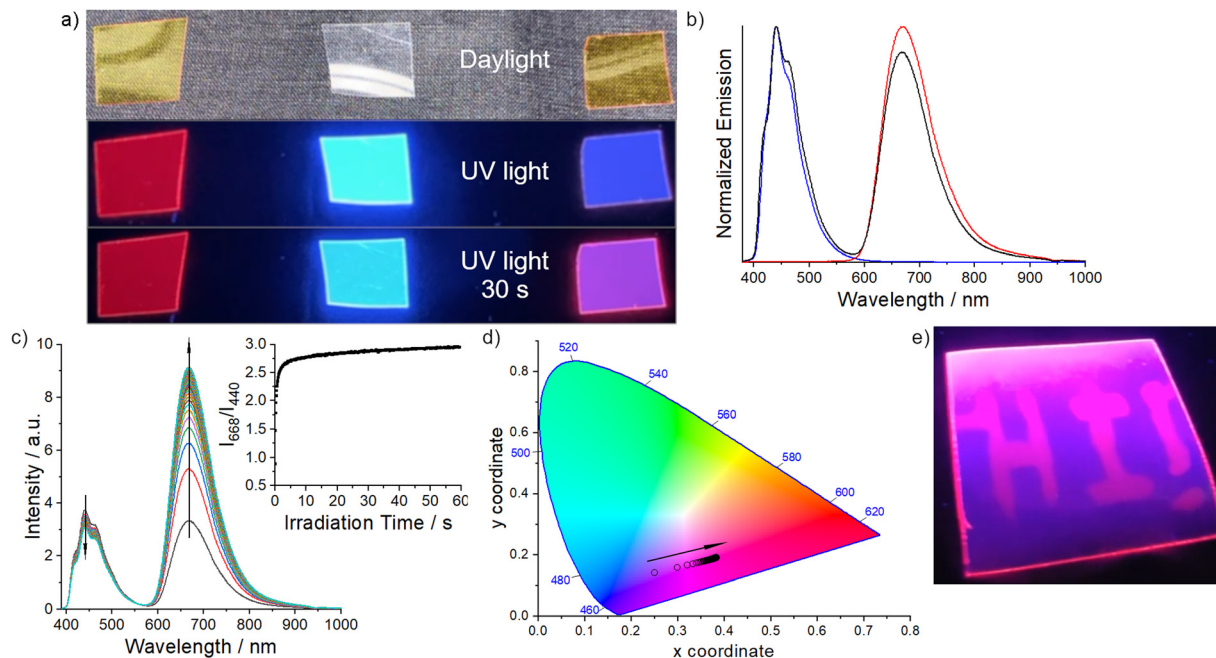 a)
Daylight
UV light
UV light
30 s
b)
Normalized Emission
400 500 600 700 800 900 1000
Wavelength / nm
c)
10
8
6
4
2
0
Intensity / a.u.
400 500 600 700 800 900 1000
Wavelength / nm
3.0
2.5
2.0
1.5
1.0
0.5
I668/I440
0 10 20 30 40 50 60
Irradiation Time / s
d)
0.8
0.6
0.4
0.2
0.0
y coordinate
520
540
560
500
580
600
620
480
460
0.0 0.1 0.2 0.3 0.4 0.5 0.6 0.7 0.8
x coordinate
e)
HI!